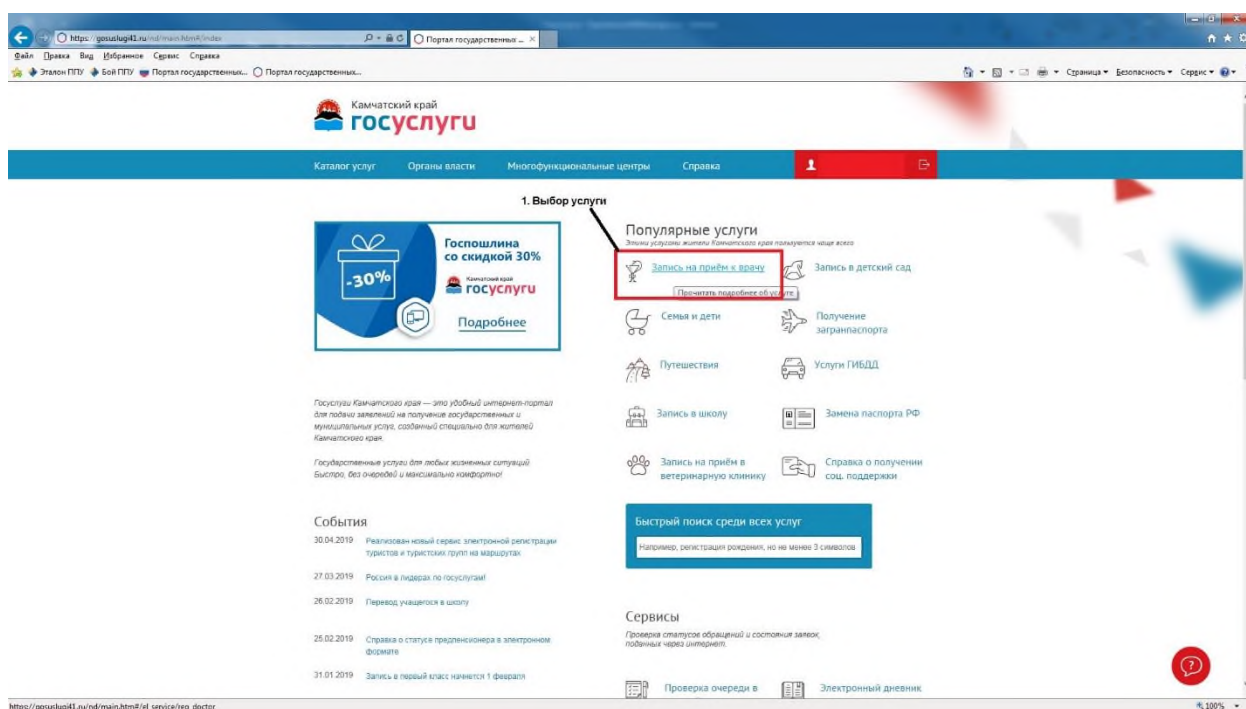 https://gosuslugi41.ru/nd/main.htm#/index
Портал государственных ...
Файл Правка Вид Избранное Сервис Справка
Эталон ППУ Бой ППУ Портал государственных... Портал государственных...
Страница Безопасность Сервис
Камчатский край
госуслуги
Каталог услуг Органы власти Многофункциональные центры Справка
1. Выбор услуги
-30%
Госпошлина
со скидкой 30%
Камчатский край
госуслуги
Подробнее
Популярные услуги
Этими услугами жители Камчатского края пользуются чаще всего
Запись на приём к врачу
Запись в детский сад
Прочитать подробнее об услуге
Семья и дети
Получение
загранпаспорта
Путешествия
Услуги ГИБДД
Запись в школу
Замена паспорта РФ
Запись на приём в
ветеринарную клинику
Справка о получении
соц. поддержки
Госуслуги Камчатского края — это удобный интернет-портал
для подачи заявлений на получение государственных и
муниципальных услуг, созданный специально для жителей
Камчатского края.
Государственные услуги для любых жизненных ситуаций
Быстро, без очередей и максимально комфортно!
События
30.04.2019 Реализован новый сервис электронной регистрации
туристов и туристских групп на маршрутах
27.03.2019 Россия в лидерах по госуслугам!
26.02.2019 Перевод учащегося в школу
25.02.2019 Справка о статусе предпенсионера в электронном
формате
31.01.2019 Запись в первый класс начнется 1 февраля
Быстрый поиск среди всех услуг
Например, регистрация рождения, но не менее 3 символов
Сервисы
Проверка статусов обращений и состояния заявок,
поданных через интернет.
Проверка очереди в
Электронный дневник
https://gosuslugi41.ru/nd/main.htm#/el_service/reg_doctor
100%